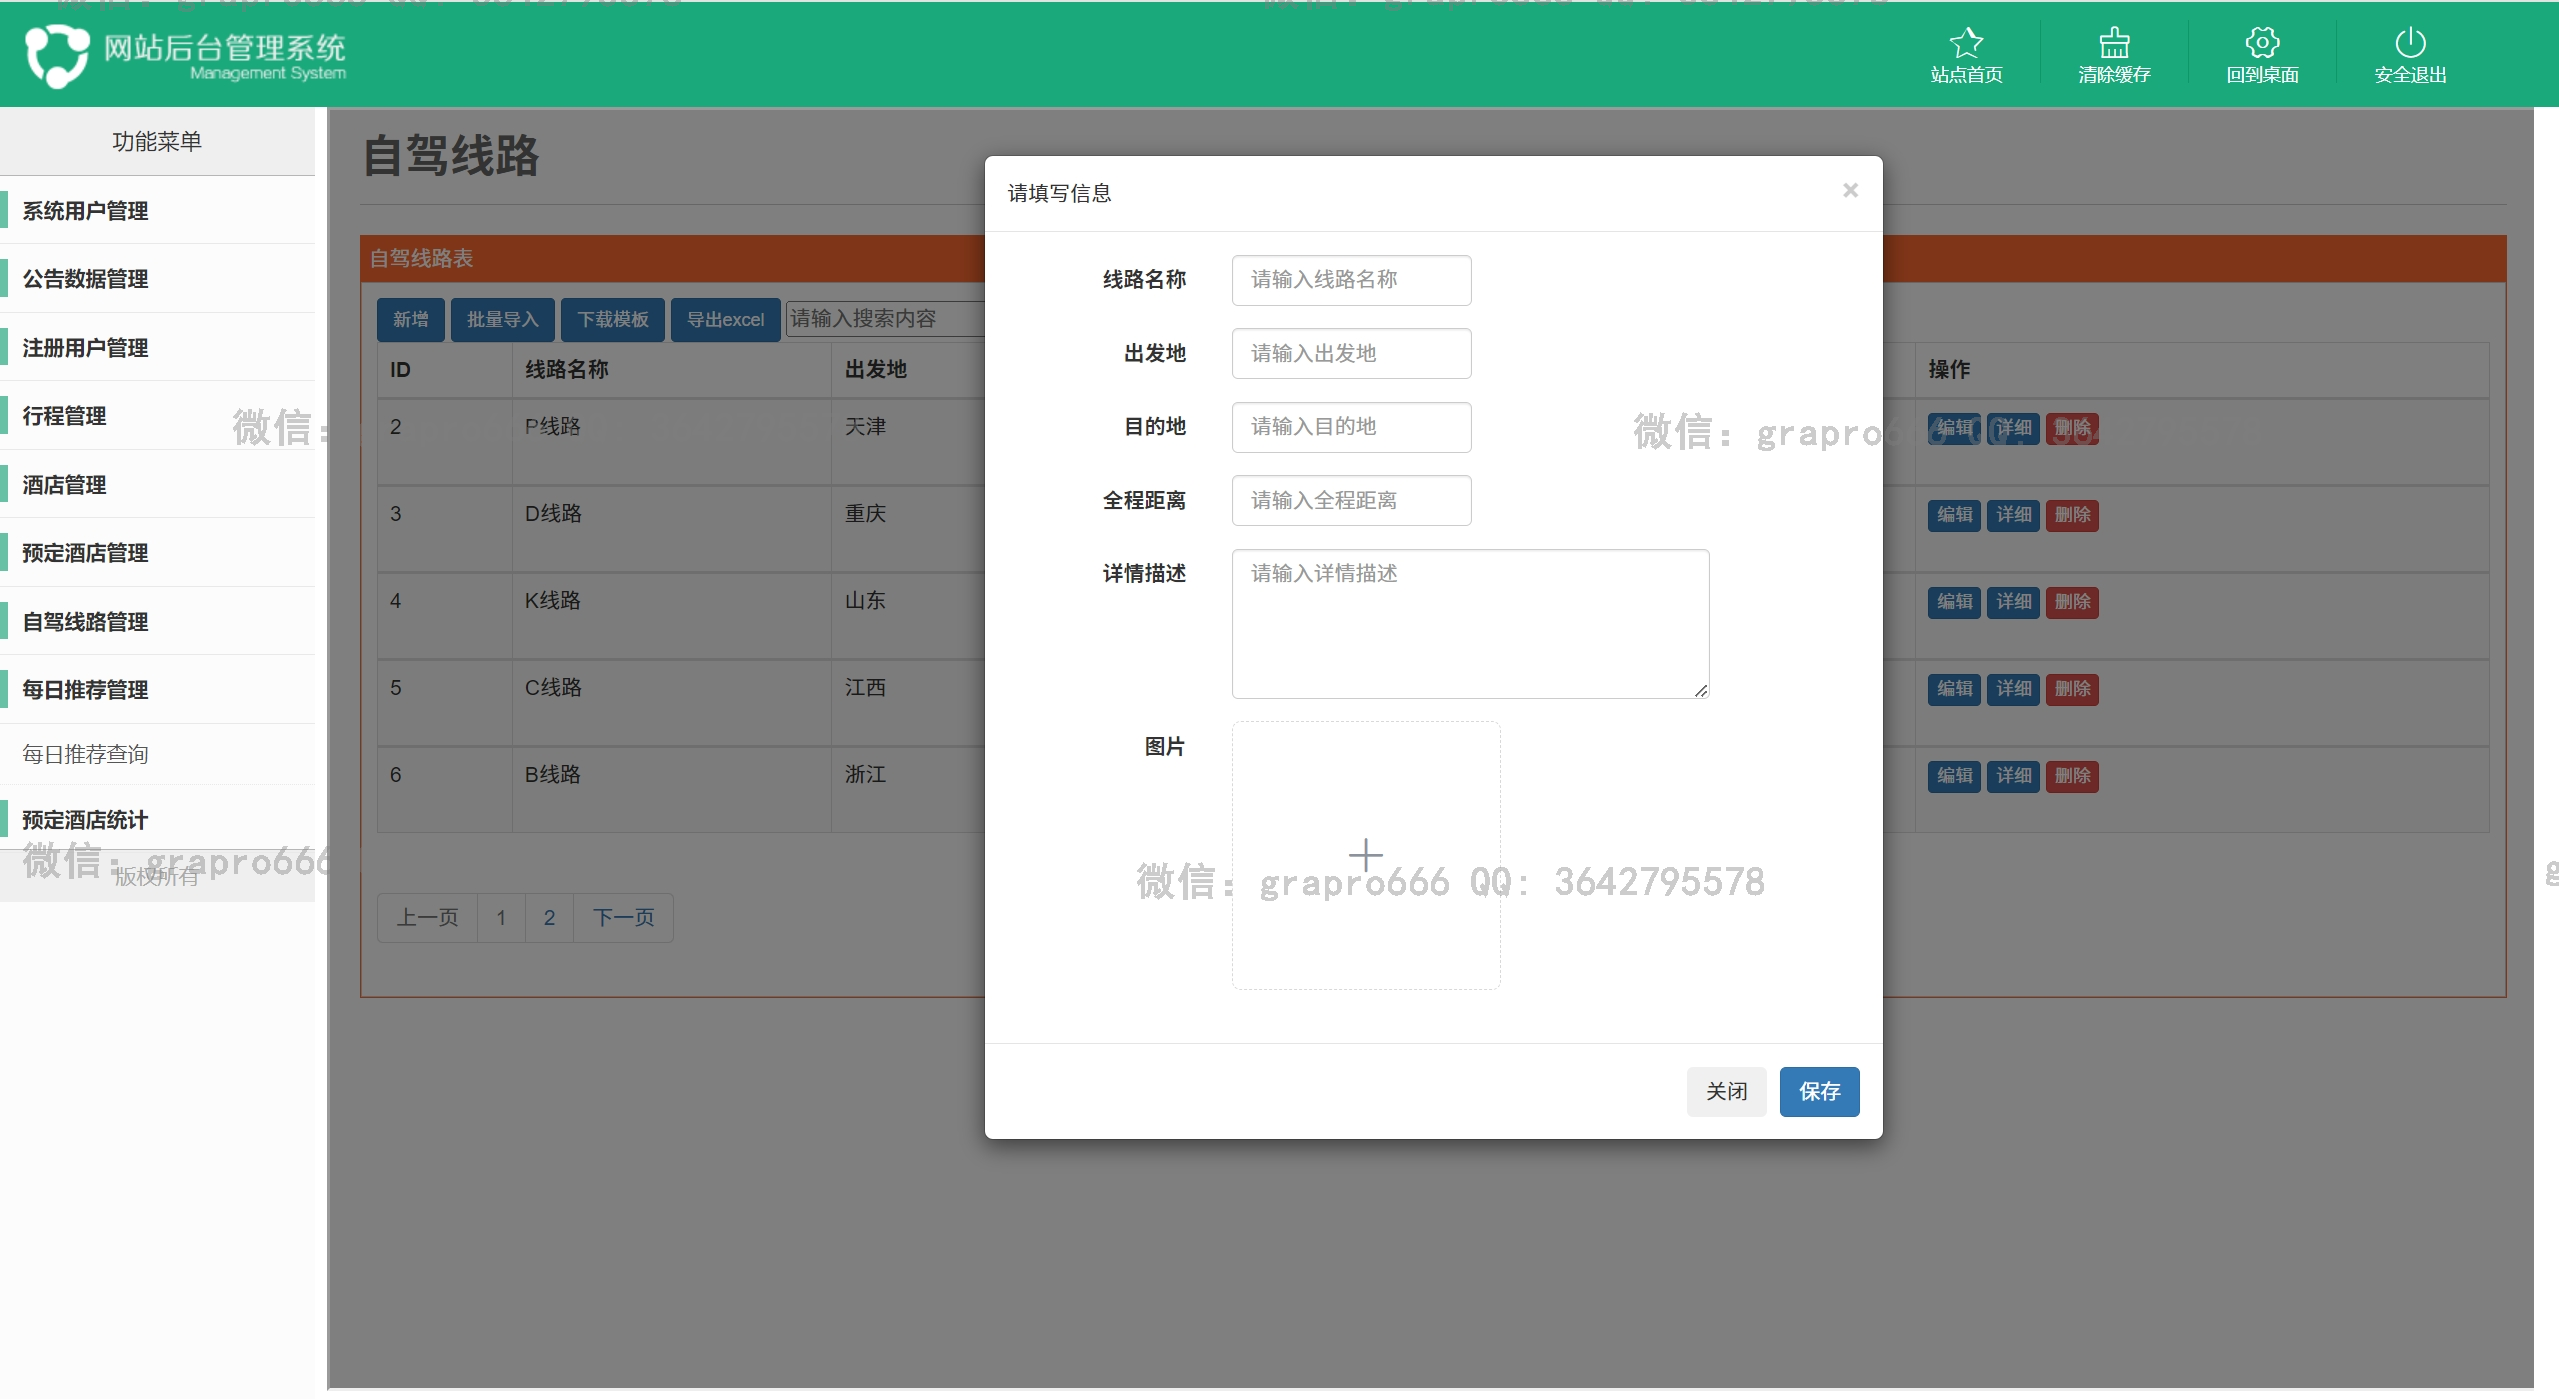 网站后台管理系统
Management System
站点首页
清除缓存
回到桌面
安全退出
功能菜单
系统用户管理
公告数据管理
注册用户管理
行程管理
酒店管理
预定酒店管理
自驾线路管理
每日推荐管理
每日推荐查询
预定酒店统计
版权所有
自驾线路
自驾线路表
新增 批量导入 下载模板 导出excel 请输入搜索内容
ID 线路名称 出发地 操作
2 P线路 天津 编辑 详细 删除
3 D线路 重庆 编辑 详细 删除
4 K线路 山东 编辑 详细 删除
5 C线路 江西 编辑 详细 删除
6 B线路 浙江 编辑 详细 删除
上一页 1 2 下一页
请填写信息 ×
线路名称 请输入线路名称
出发地 请输入出发地
目的地 请输入目的地
全程距离 请输入全程距离
详情描述 请输入详情描述
图片
关闭 保存
微信:
微信: grapro666 QQ: 364
微信: grapro666
微信: grapro666 QQ: 3642795578